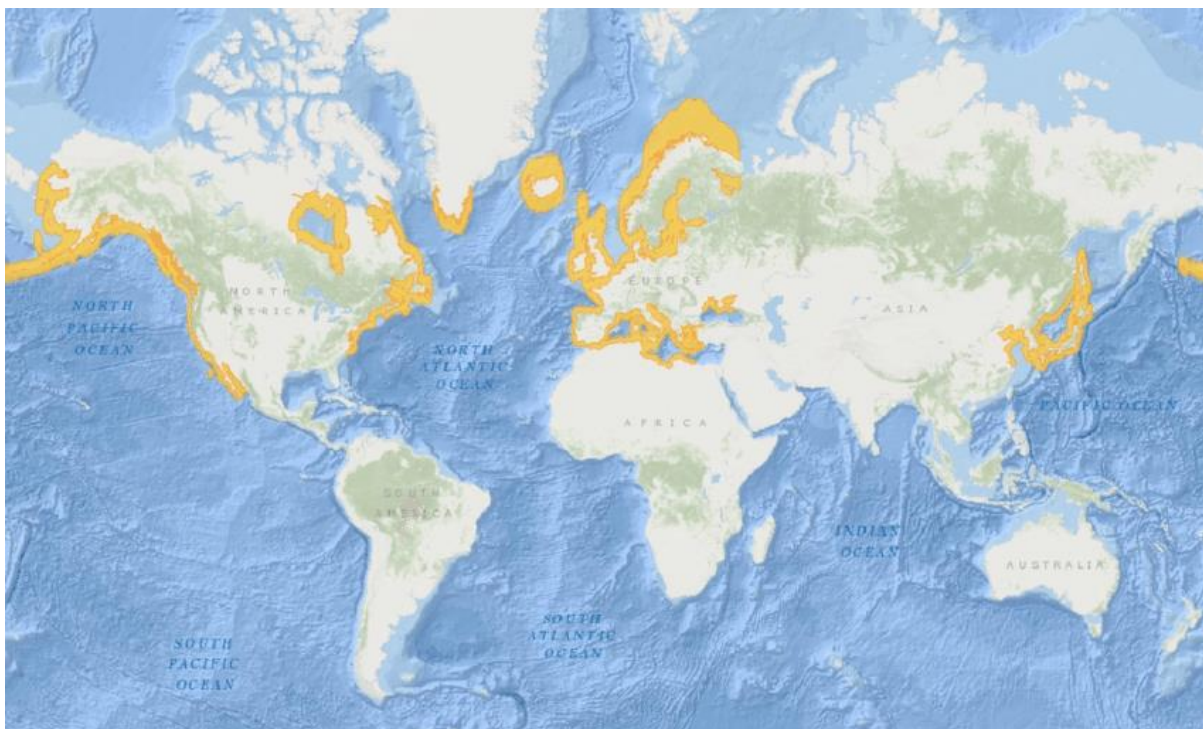 NORTH
AMERICA
EUROPE
ASIA
NORTH
PACIFIC
OCEAN
NORTH
ATLANTIC
OCEAN
PACIFIC OCEAN
AFRICA
SOUTH
AMERICA
INDIAN
OCEAN
AUSTRALIA
SOUTH
ATLANTIC
OCEAN
SOUTH
PACIFIC
OCEAN